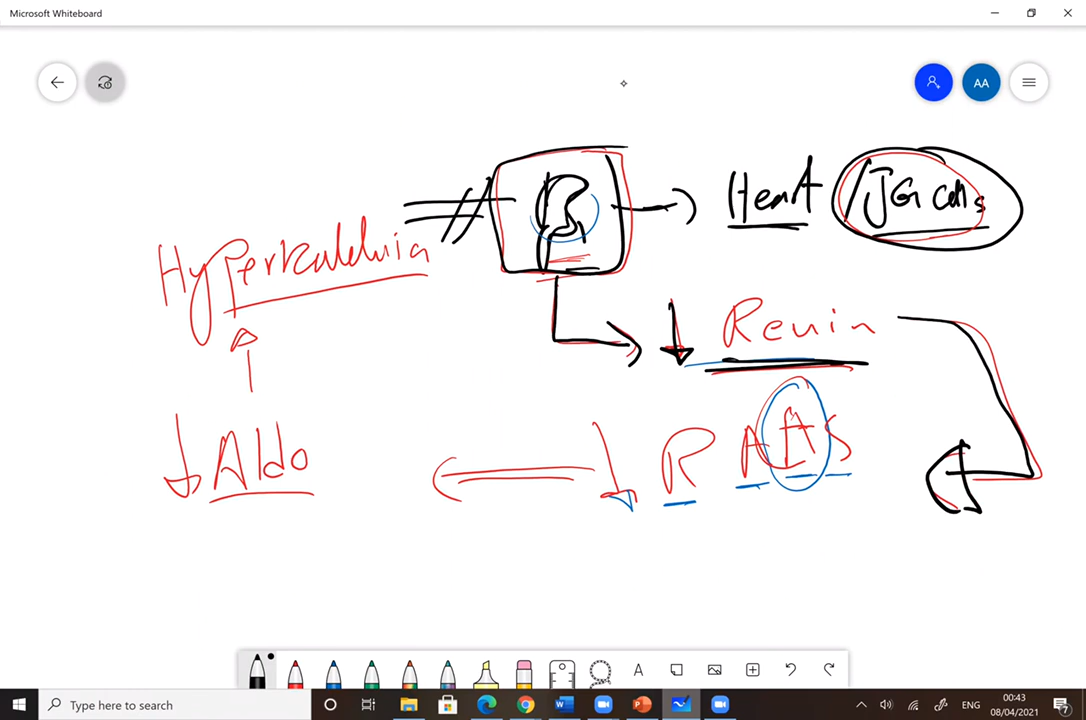 Microsoft Whiteboard
AA
B → Heart / JG Cells
Hyperkalemia
↓ Renin
↓ Aldo ⇐ ↓ R A A S
A
Type here to search
ENG
00:43
08/04/2021
7